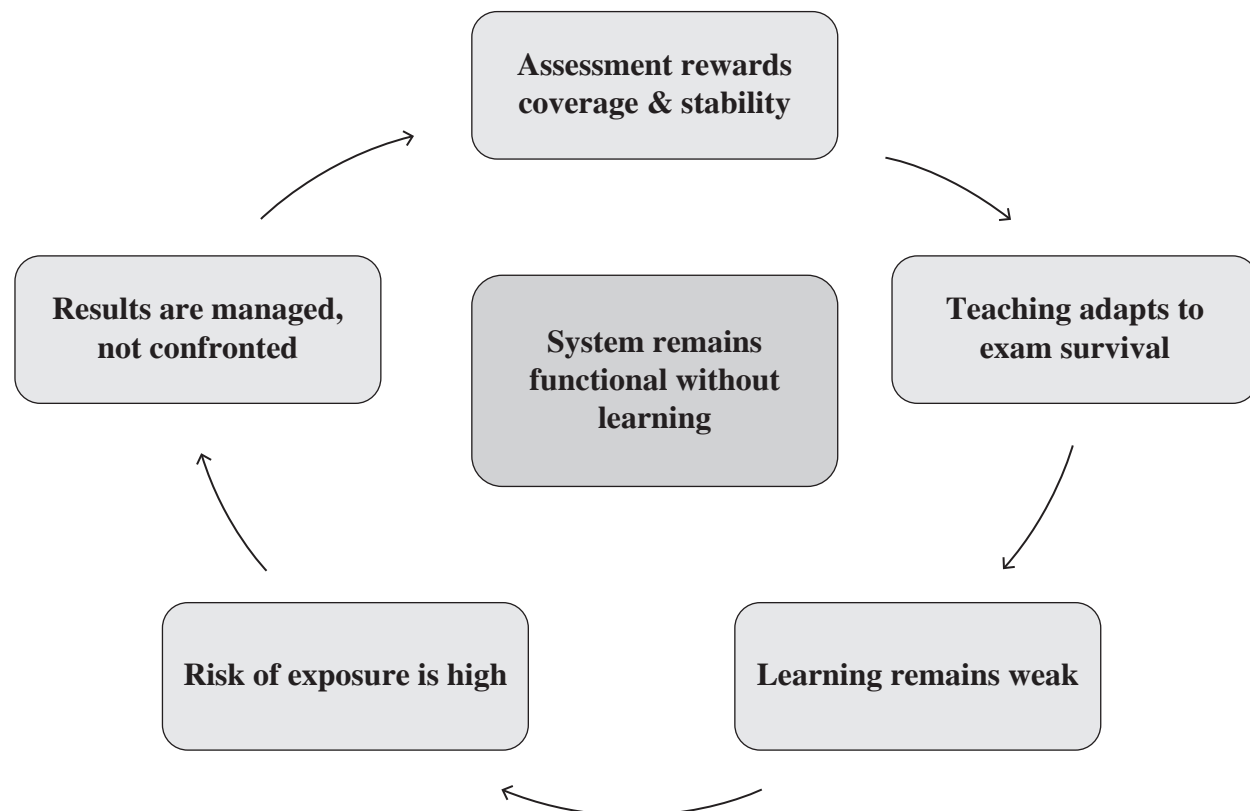 Assessment rewards
coverage & stability
Teaching adapts to
exam survival
Learning remains weak
Risk of exposure is high
Results are managed,
not confronted
System remains
functional without
learning